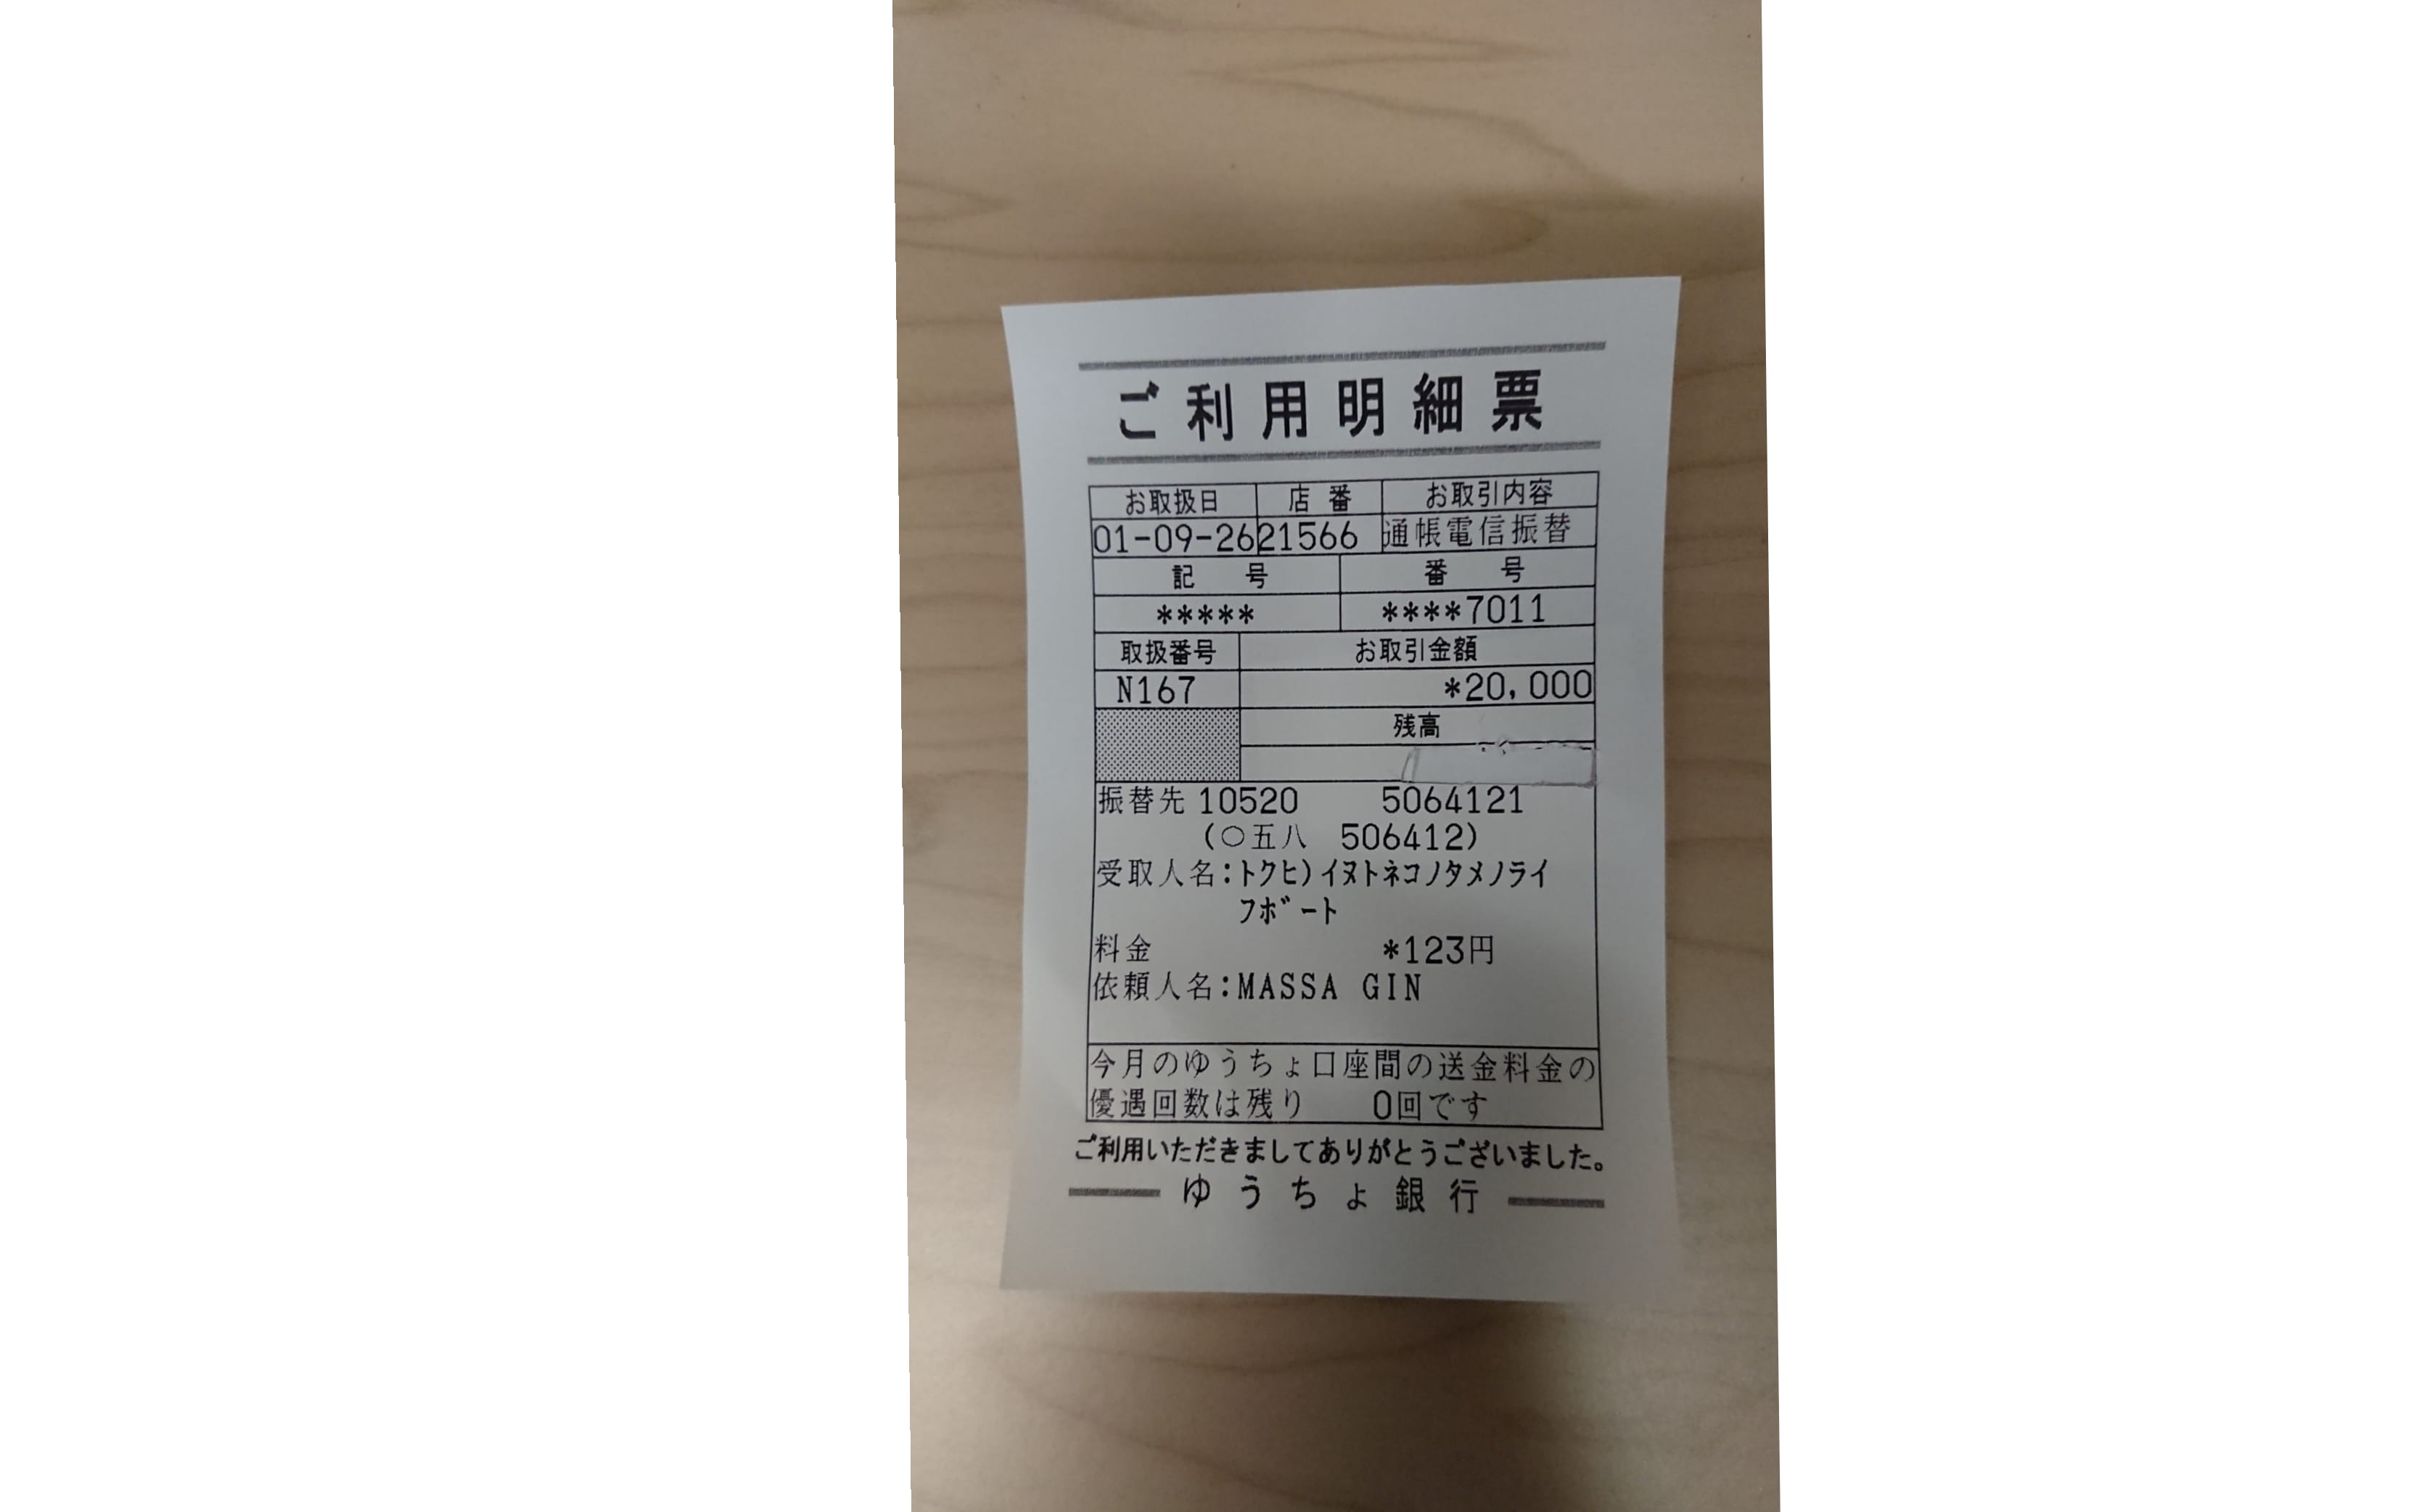 ご利用明細票
お取扱日 店番 お取引内容
01-09-26 21566 通帳電信振替
記号 番号
***** ****7011
取扱番号 お取引金額
N167 *20,000
残高
振替先 10520 5064121
(〇五八 506412)
受取人名:トクヒ)イヌトネコノタメノライ
フボート
料金 *123円
依頼人名:MASSA GIN
今月のゆうちょ口座間の送金料金の
優遇回数は残り 0回です
ご利用いただきましてありがとうございました。
ゆうちょ銀行